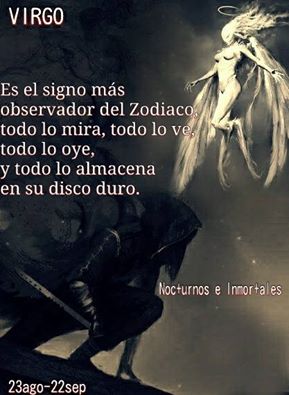 VIRGO
Es el signo más
observador del Zodiaco,
todo lo mira, todo lo ve,
todo lo oye,
y todo lo almacena
en su disco duro.
Nocturnos e Inmortales
23ago-22sep